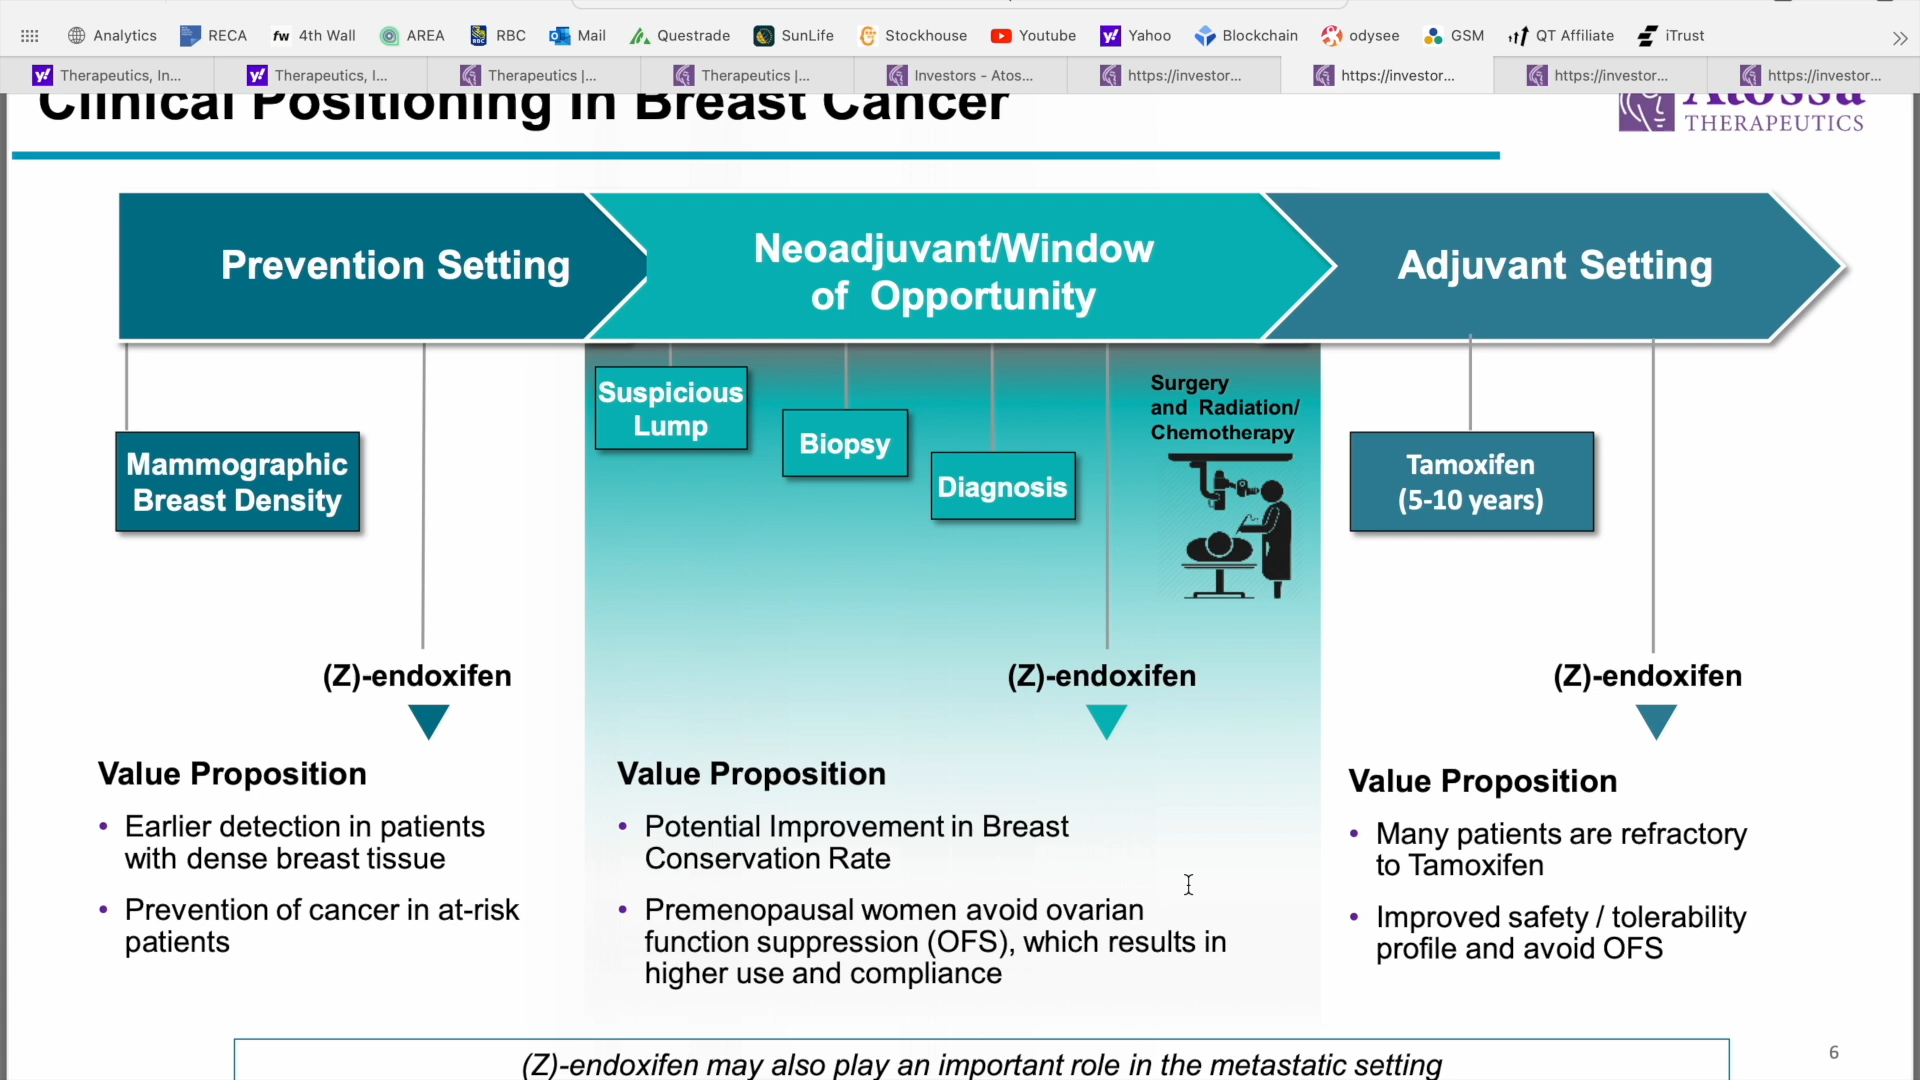 Analytics
RECA
4th Wall
AREA
RBC
Mail
Questrade
SunLife
Stockhouse
Youtube
Yahoo
Blockchain
odysee
GSM
QT Affiliate
iTrust
Therapeutics, In...
Therapeutics, I...
Therapeutics |...
Therapeutics |...
Investors - Atos...
https://investor...
https://investor...
https://investor...
https://investor...
Clinical Positioning in Breast Cancer
Atossa
THERAPEUTICS
Prevention Setting
Neoadjuvant/Window
of Opportunity
Adjuvant Setting
Mammographic
Breast Density
Suspicious
Lump
Biopsy
Diagnosis
Surgery
and Radiation/
Chemotherapy
Tamoxifen
(5-10 years)
(Z)-endoxifen
(Z)-endoxifen
(Z)-endoxifen
Value Proposition
• Earlier detection in patients
with dense breast tissue
• Prevention of cancer in at-risk
patients
Value Proposition
• Potential Improvement in Breast
Conservation Rate
• Premenopausal women avoid ovarian
function suppression (OFS), which results in
higher use and compliance
Value Proposition
• Many patients are refractory
to Tamoxifen
• Improved safety / tolerability
profile and avoid OFS
(Z)-endoxifen may also play an important role in the metastatic setting
6